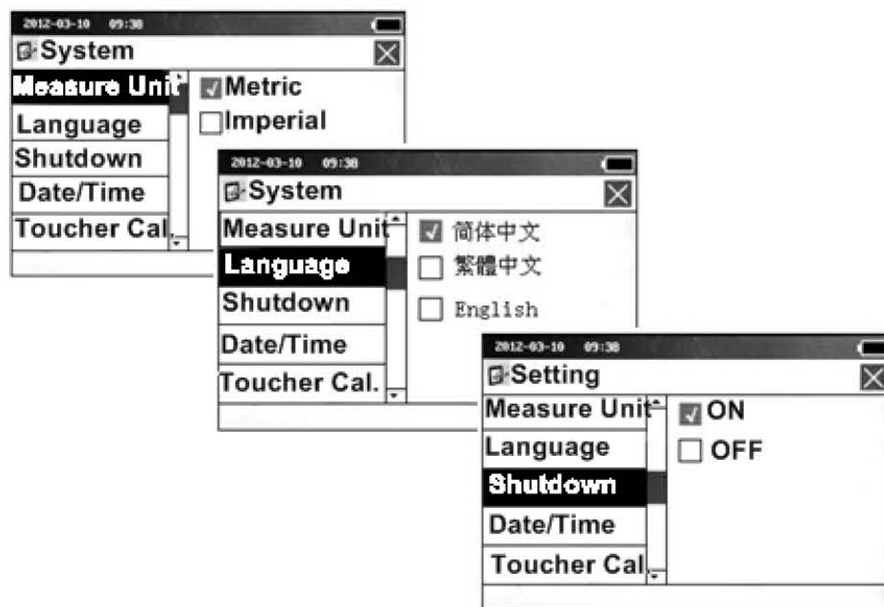 2012-03-10 09:38
System
Measure Unit
Language
Shutdown
Date/Time
Toucher Cal.
Metric
Imperial
2012-03-10 09:38
System
Measure Unit
Language
Shutdown
Date/Time
Toucher Cal.
简体中文
繁體中文
English
2012-03-10 09:38
Setting
Measure Unit
Language
Shutdown
Date/Time
Toucher Cal.
ON
OFF